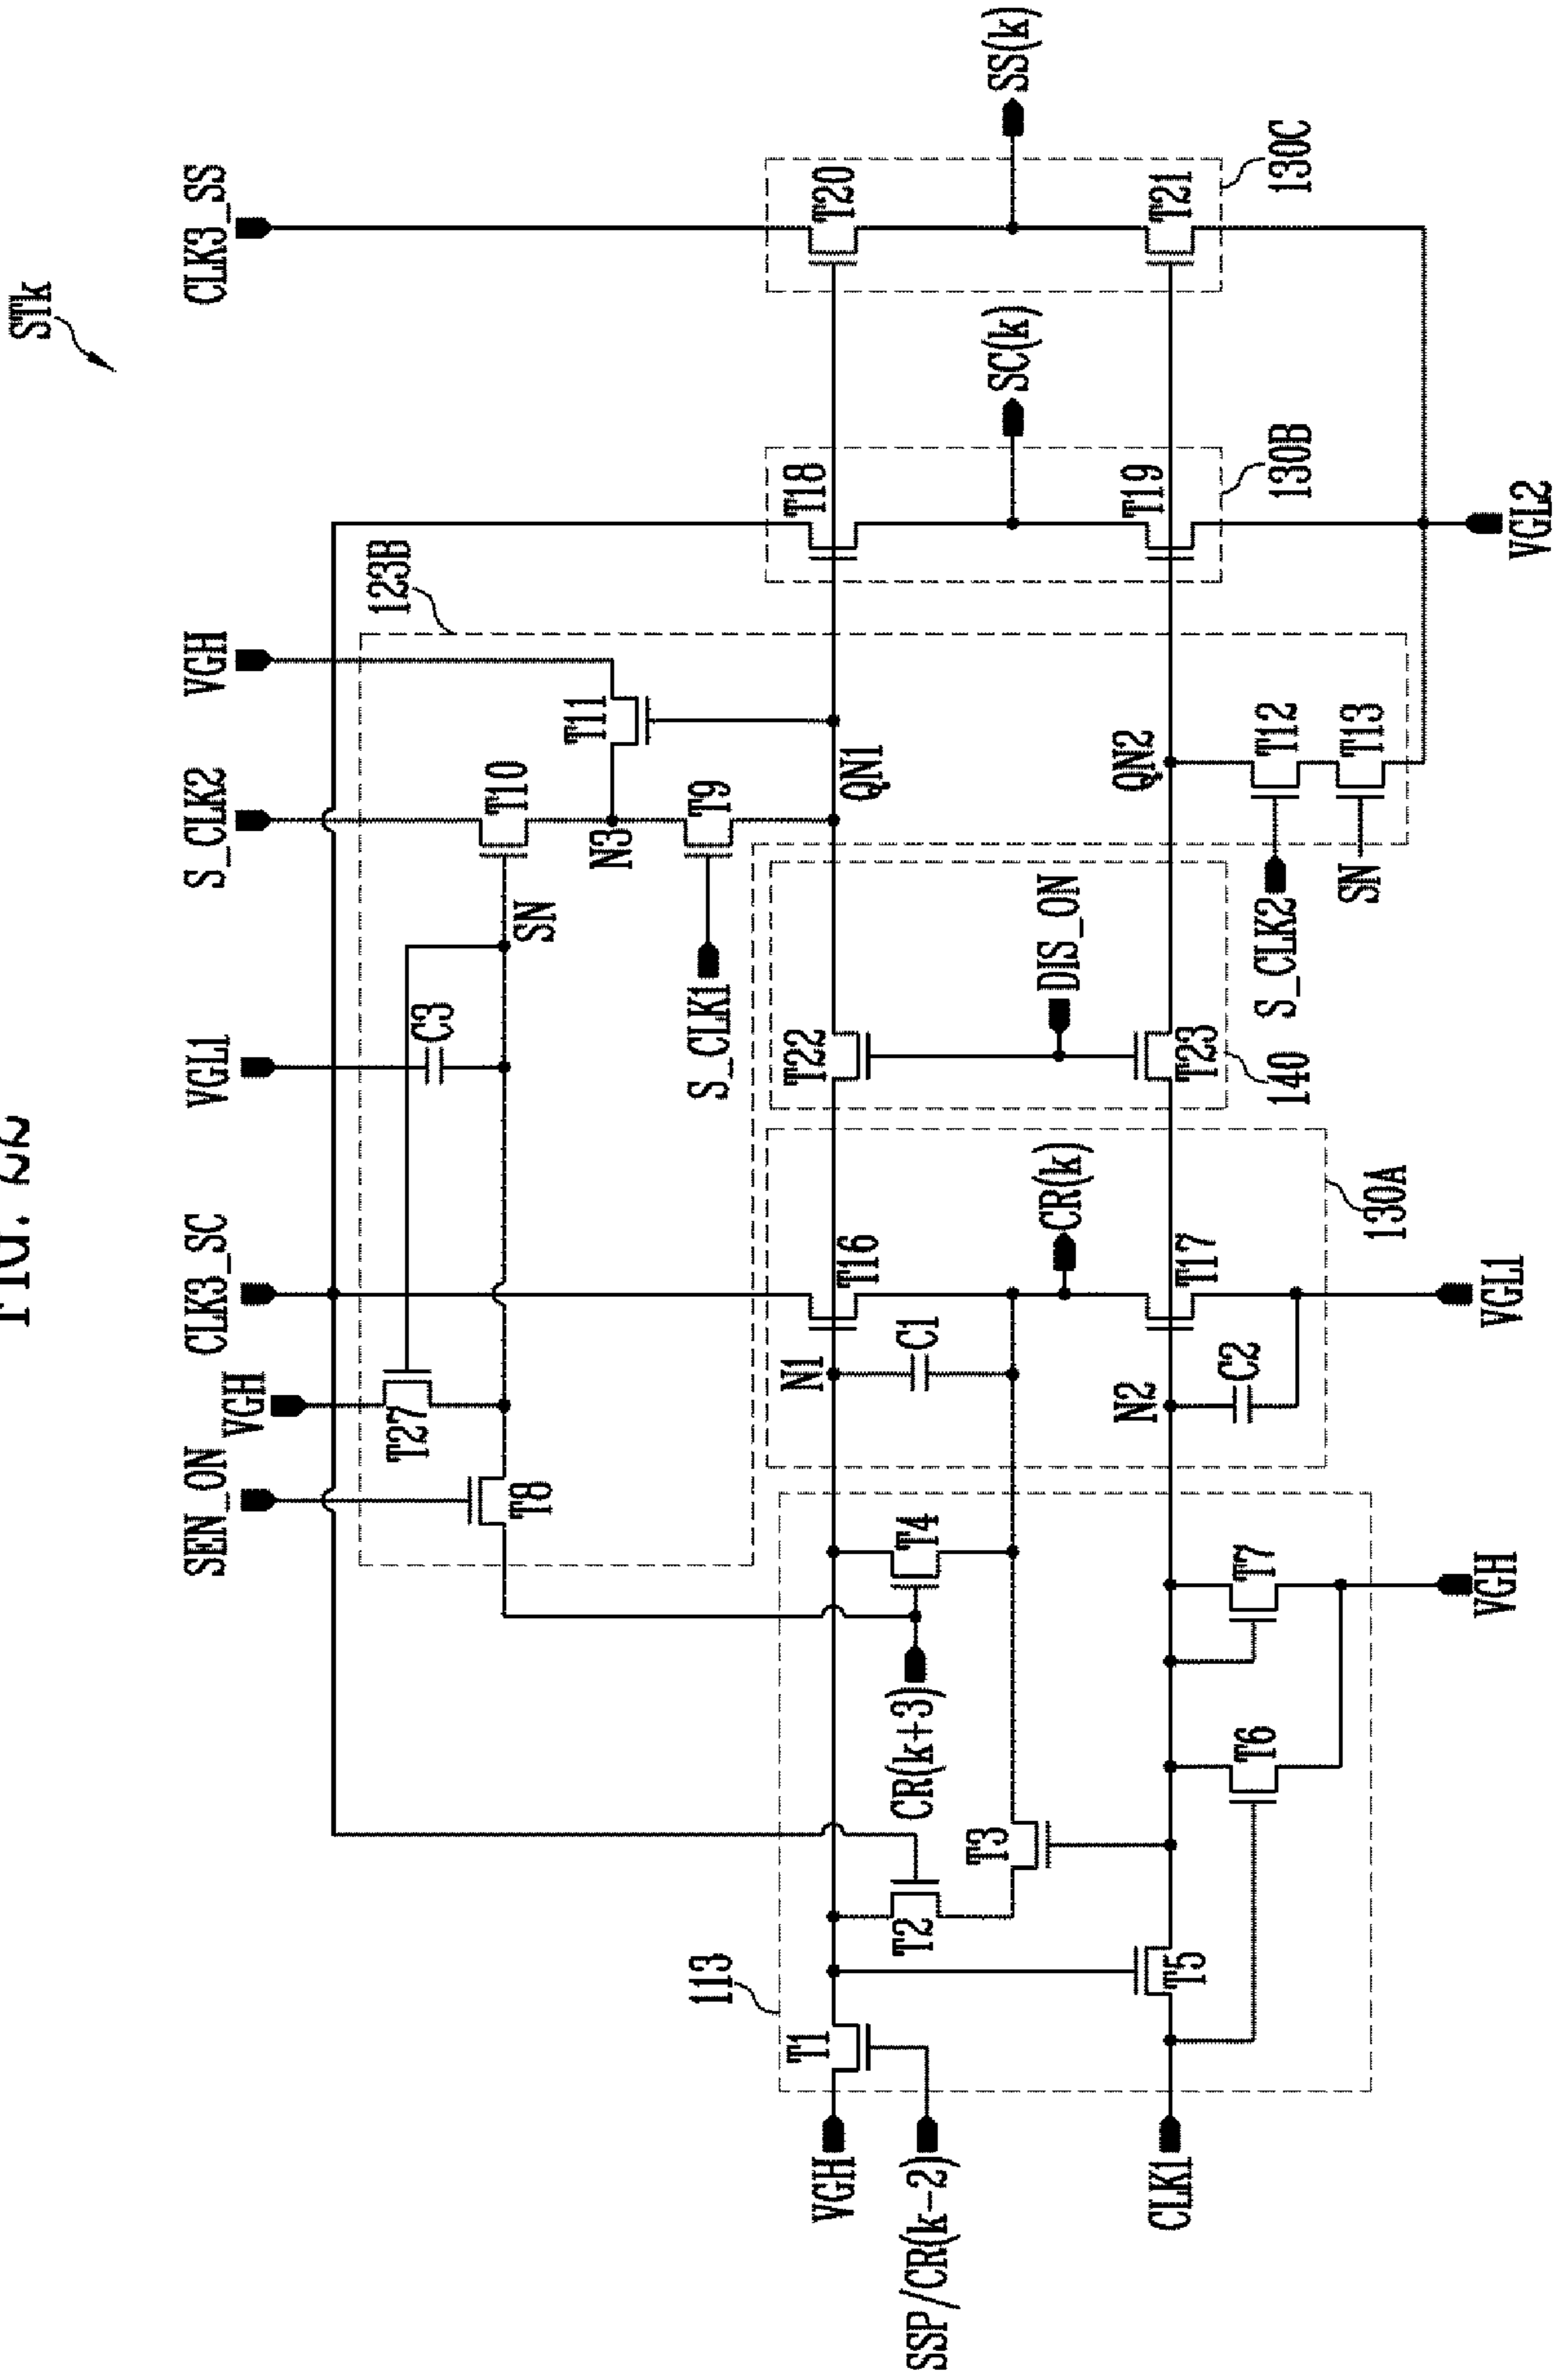 FIG. 22
STk
SEN_ON
VGH
CLK3_SC
VGL1
S_CLK2
VGH
CLK3_SS
T27
C3
123B
T8
SN
T10
T11
N3
S_CLK1
T9
113
T1
N1
T16
T22
QN1
T18
T20
VGH
T2
T4
C1
SSP/CR(k-2)
CR(k+3)
T3
CR(k)
DIS_ON
SC(k)
SS(k)
N2
QN2
T19
T21
CLK1
T5
T17
T23
T6
T7
C2
S_CLK2
T12
140
130B
130C
SN
T13
130A
VGH
VGL1
VGL2